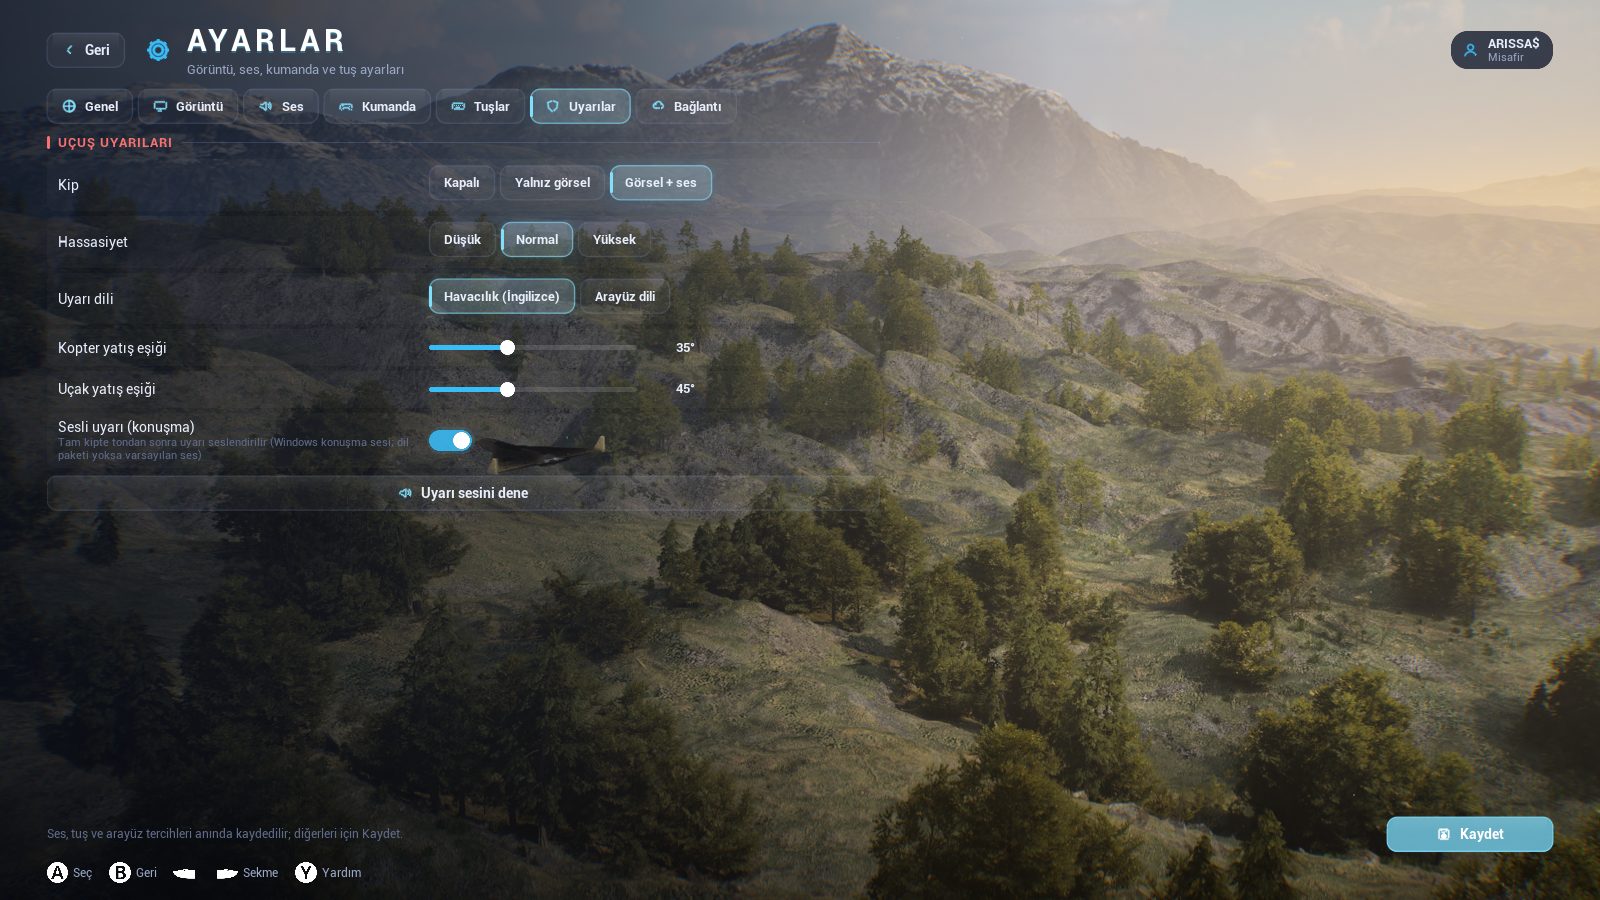 Geri
AYARLAR
Görüntü, ses, kumanda ve tuş ayarları
ARISSA$
Misafir
Genel Görüntü Ses Kumanda Tuşlar Uyarılar Bağlantı
UÇUŞ UYARILARI
Kip Kapalı Yalnız görsel Görsel + ses
Hassasiyet Düşük Normal Yüksek
Uyarı dili Havacılık (İngilizce) Arayüz dili
Kopter yatış eşiği 35°
Uçak yatış eşiği 45°
Sesli uyarı (konuşma)
Tam kipte tondan sonra uyarı seslendirilir (Windows konuşma sesi, dil
paketi yoksa varsayılan ses)
Uyarı sesini dene
Ses, tuş ve arayüz tercihleri anında kaydedilir; diğerleri için Kaydet.
Kaydet
A Seç B Geri Sekme Y Yardım